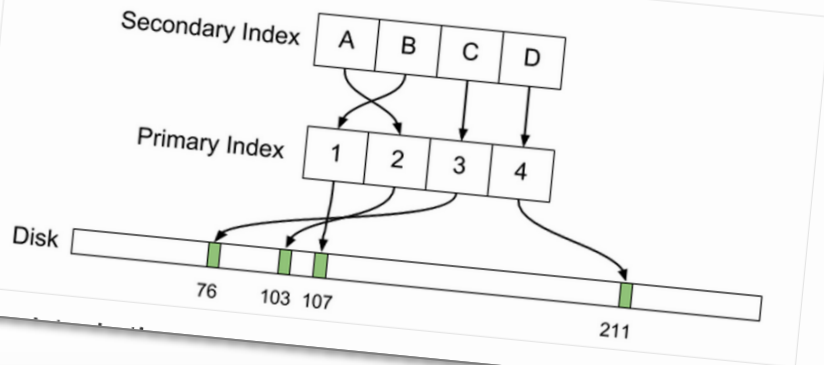 Secondary Index A B C D
Primary Index 1 2 3 4
Disk
76 103 107
211